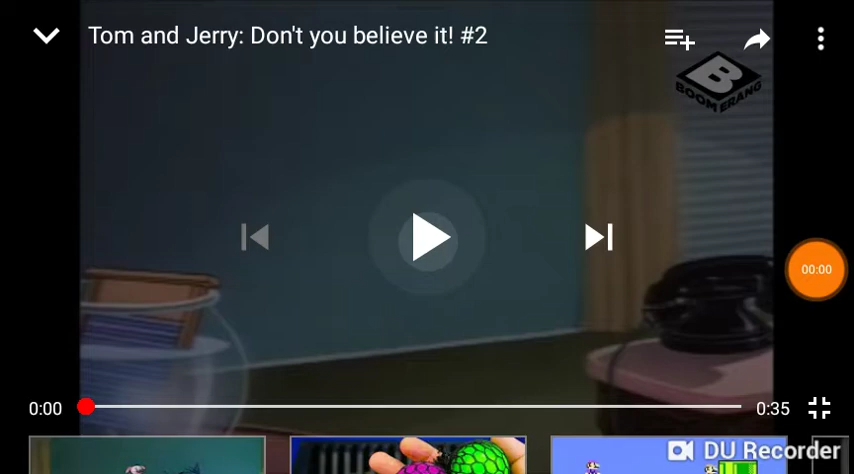 Tom and Jerry: Don't you believe it! #2
B
BOOMERANG
00:00
0:00
0:35
DU Recorder